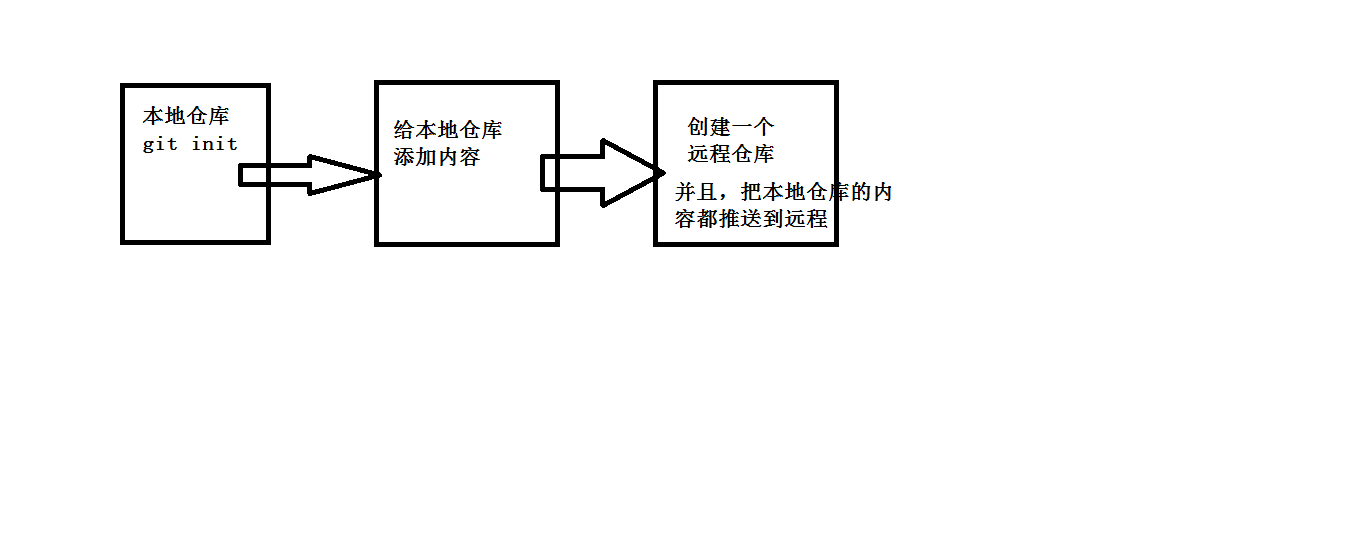 本地仓库
git init
给本地仓库
添加内容
创建一个
远程仓库
并且，把本地仓库的内
容都推送到远程